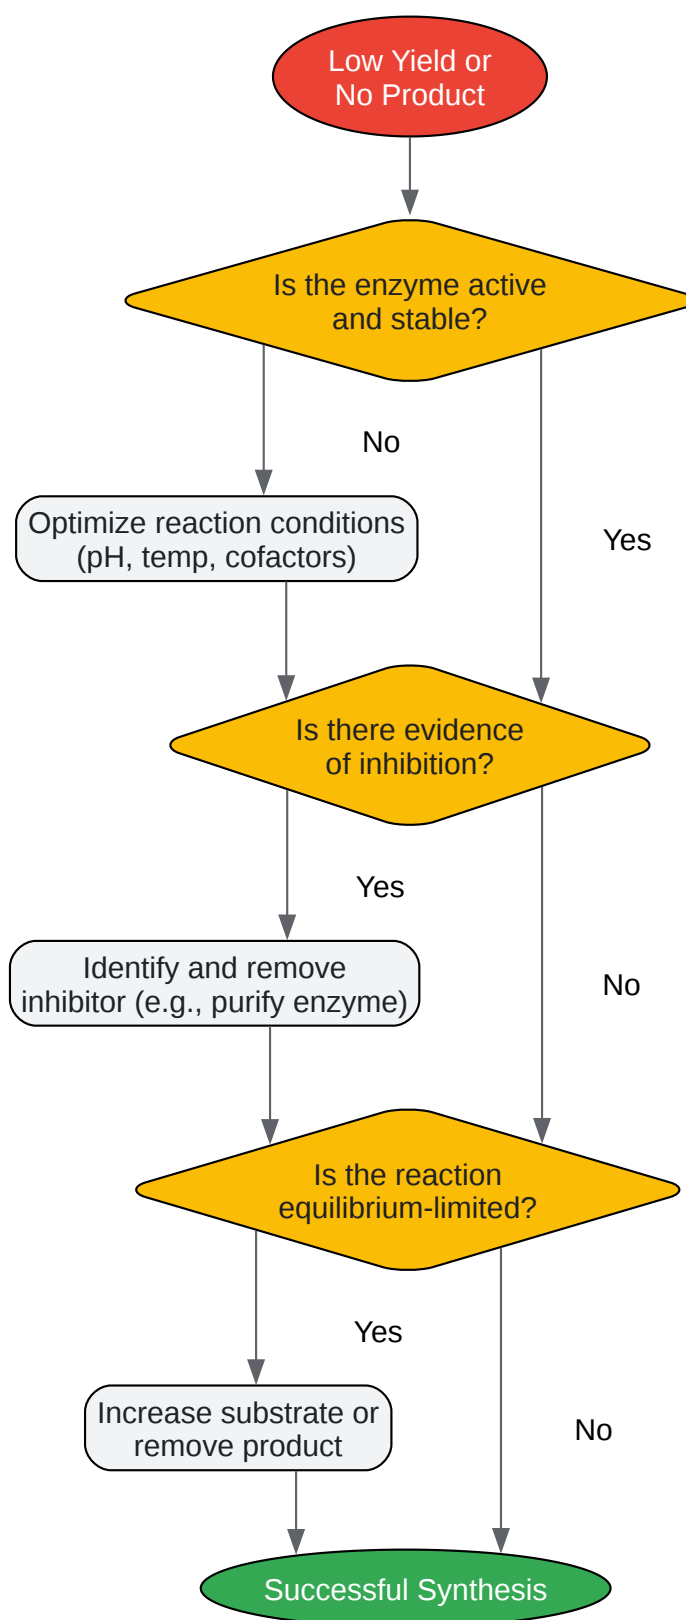 Low Yield or
No Product
Is the enzyme active
and stable?
No
Optimize reaction conditions
(pH, temp, cofactors)
Yes
Is there evidence
of inhibition?
Yes
Identify and remove
inhibitor (e.g., purify enzyme)
No
Is the reaction
equilibrium-limited?
Yes
Increase substrate or
remove product
No
Successful Synthesis